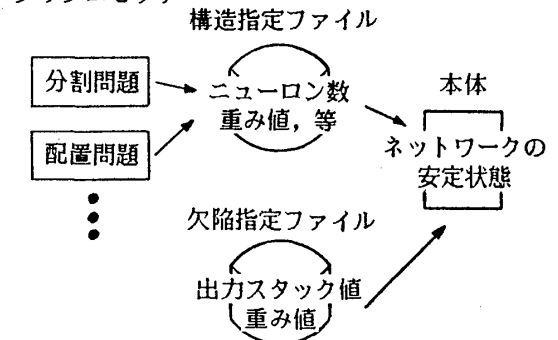 構造指定ファイル
分割問題
ニューロン数
重み値，等
本体
配置問題
ネットワークの
安定状態
欠陥指定ファイル
出力スタック値
重み値